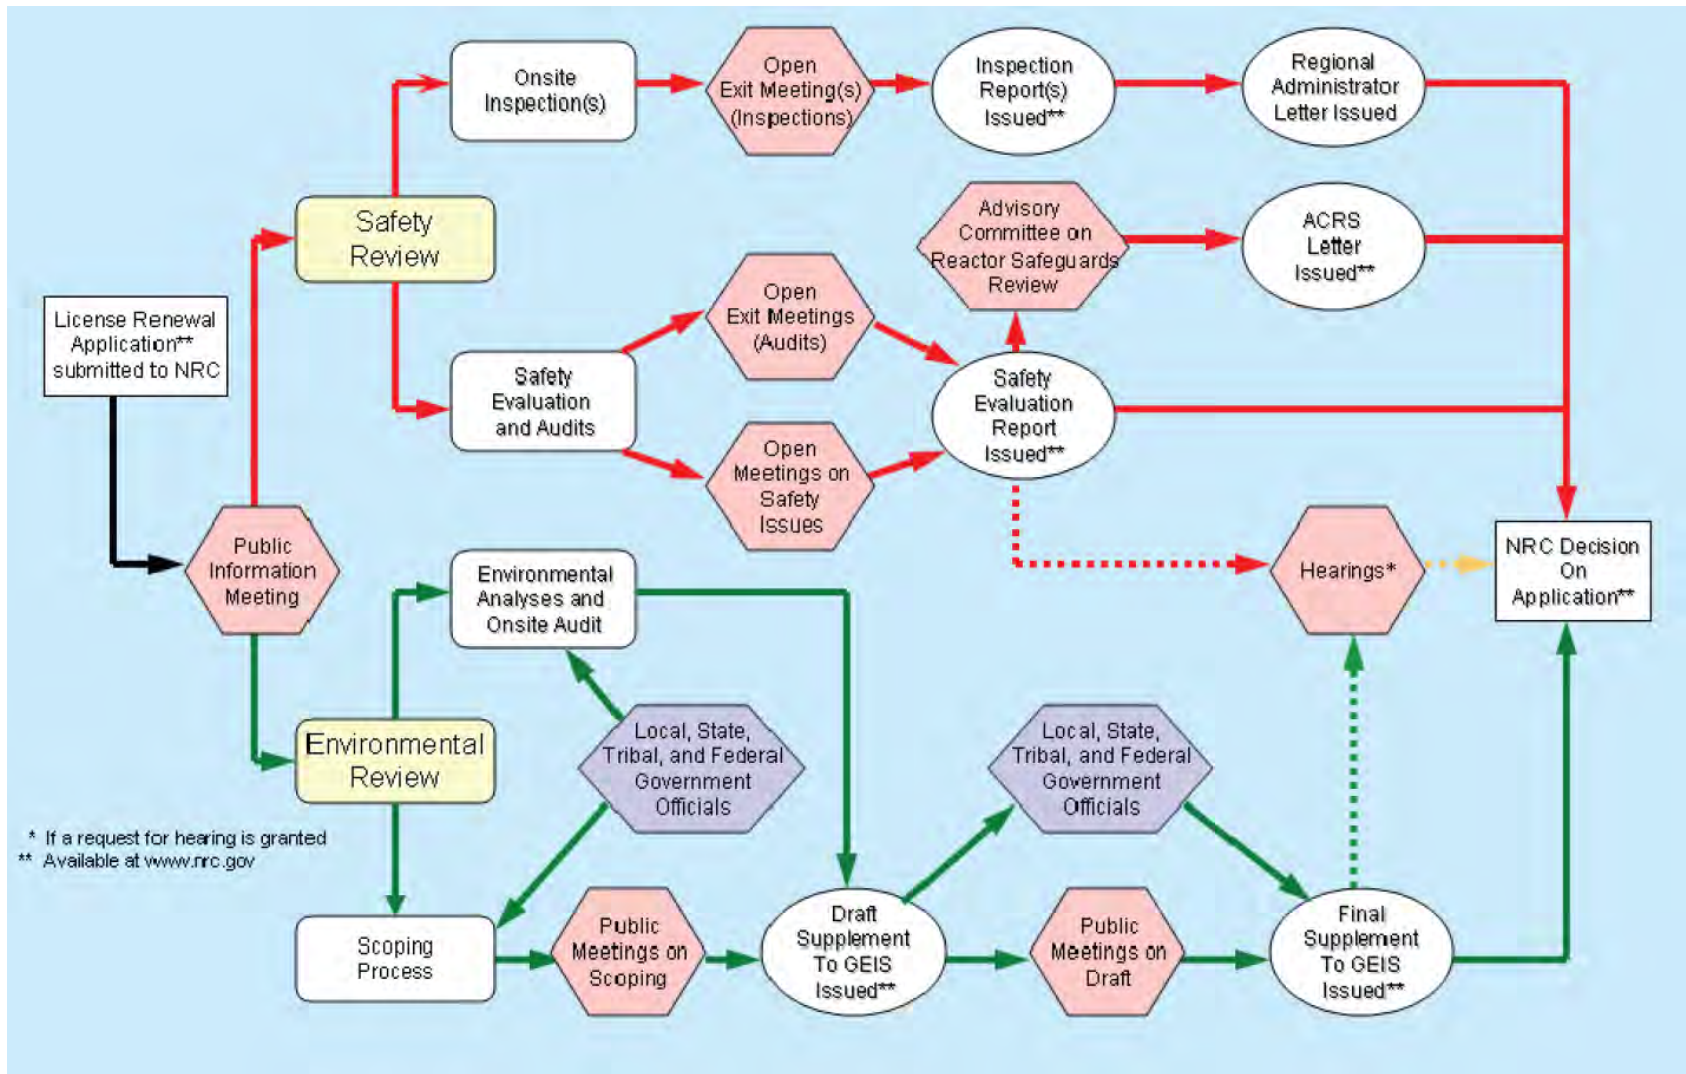 Onsite
Inspection(s)
Open
Exit Meeting(s)
(Inspections)
Inspection
Report(s)
Issued**
Regional
Administrator
Letter Issued
Safety
Review
Advisory
Committee on
Reactor Safeguards
Review
ACRS
Letter
Issued**
License Renewal
Application**
submitted to NRC
Open
Exit Meetings
(Audits)
Safety
Evaluation
and Audits
Safety
Evaluation
Report
Issued**
Open
Meetings on
Safety
Issues
Public
Information
Meeting
Environmental
Analyses and
Onsite Audit
Hearings*
NRC Decision
On
Application**
Environmental
Review
Local, State,
Tribal, and Federal
Government
Officials
Local, State,
Tribal, and Federal
Government
Officials
* If a request for hearing is granted
** Available at www.nrc.gov
Scoping
Process
Public
Meetings on
Scoping
Draft
Supplement
To GEIS
Issued**
Public
Meetings on
Draft
Final
Supplement
To GEIS
Issued**